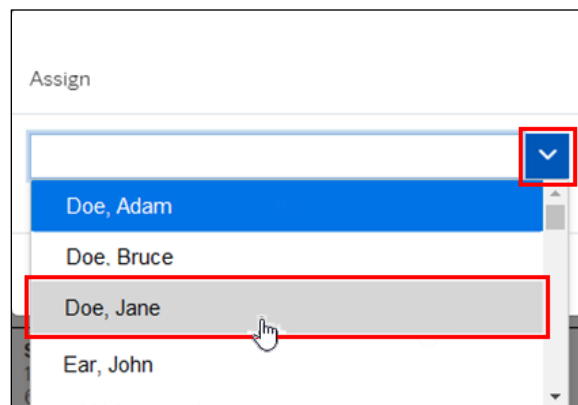 Assign
Doe, Adam
Doe. Bruce
Doe, Jane
Ear, John